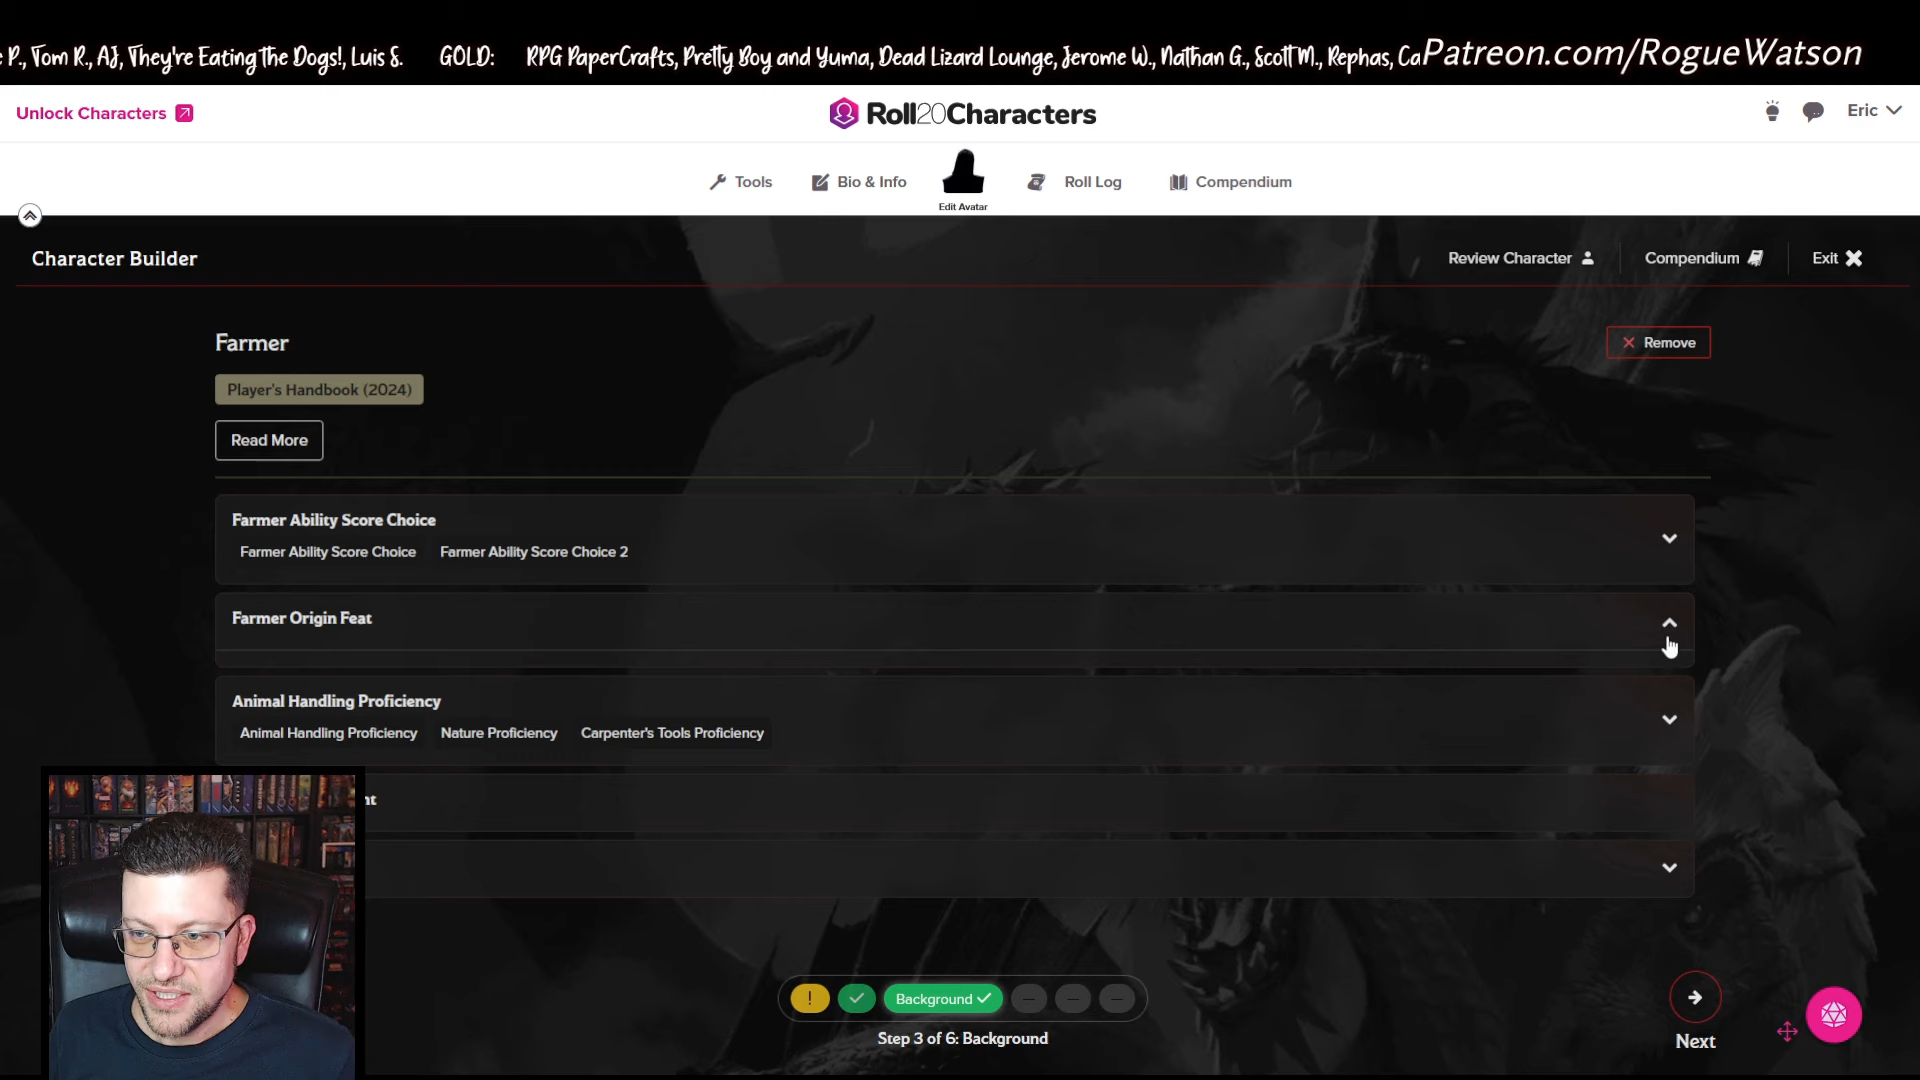 P., Tom R., AJ, They're Eating the Dogs!, Luis S. GOLD: RPG PaperCrafts, Pretty Boy and Yuma, Dead Lizard Lounge, Jerome W., Nathan G., Scott M., Rephas, Ca
Patreon.com/RogueWatson
Unlock Characters
Roll20Characters
Eric
Tools
Bio & Info
Edit Avatar
Roll Log
Compendium
Character Builder
Review Character
Compendium
Exit
Farmer
Remove
Player's Handbook (2024)
Read More
Farmer Ability Score Choice
Farmer Ability Score Choice Farmer Ability Score Choice 2
Farmer Origin Feat
Animal Handling Proficiency
Animal Handling Proficiency Nature Proficiency Carpenter's Tools Proficiency
nt
! Background
Step 3 of 6: Background
Next